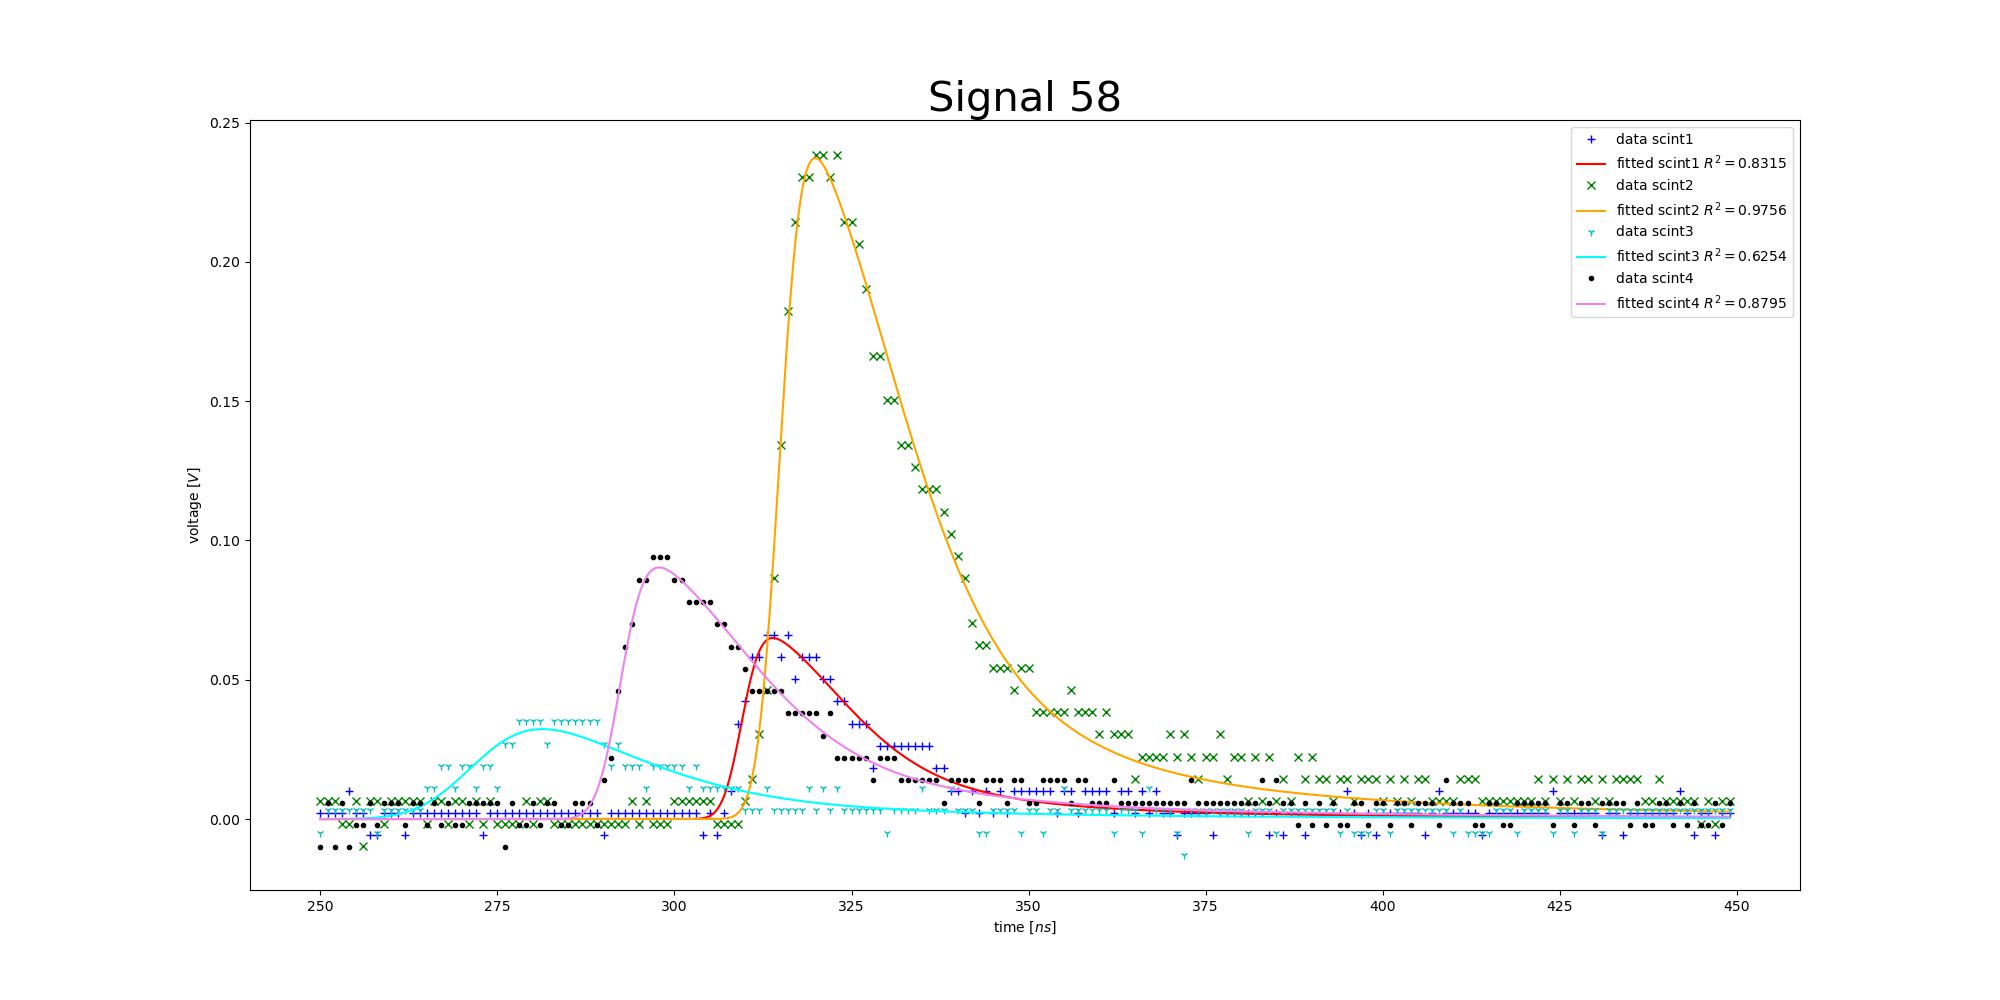 Signal 58
0.25
0.20
0.15
0.10
0.05
0.00
voltage [V]
250 275 300 325 350 375 400 425 450
time [ns]
data scint1
fitted scint1 R² = 0.8315
data scint2
fitted scint2 R² = 0.9756
data scint3
fitted scint3 R² = 0.6254
data scint4
fitted scint4 R² = 0.8795